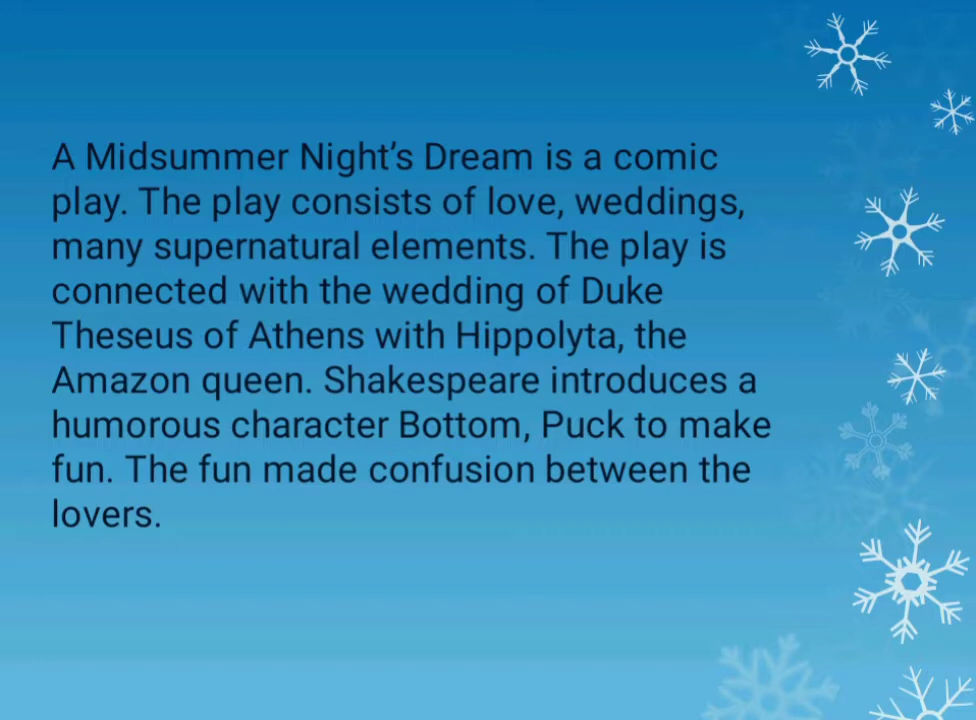 A Midsummer Night’s Dream is a comic
play. The play consists of love, weddings,
many supernatural elements. The play is
connected with the wedding of Duke
Theseus of Athens with Hippolyta, the
Amazon queen. Shakespeare introduces a
humorous character Bottom, Puck to make
fun. The fun made confusion between the
lovers.